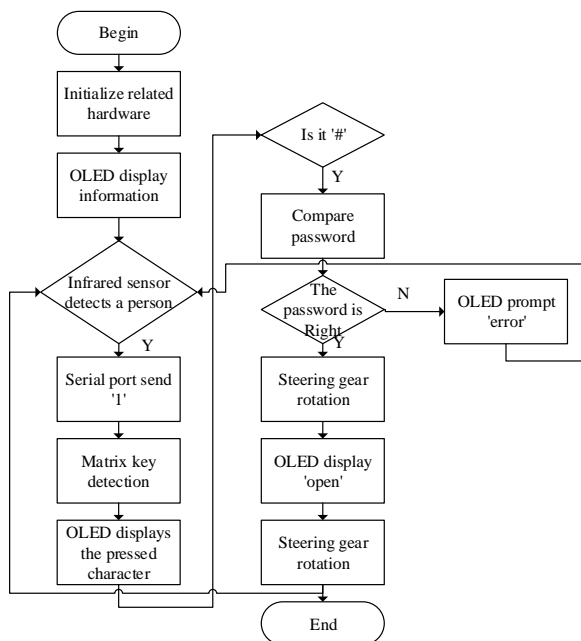 Begin
Initialize related
hardware
OLED display
information
Infrared sensor
detects a person
Y
Serial port send
'1'
Matrix key
detection
OLED displays
the pressed
character
Is it '#'
Y
Compare
password
The
password is
Right
N
OLED prompt
'error'
Y
Steering gear
rotation
OLED display
'open'
Steering gear
rotation
End